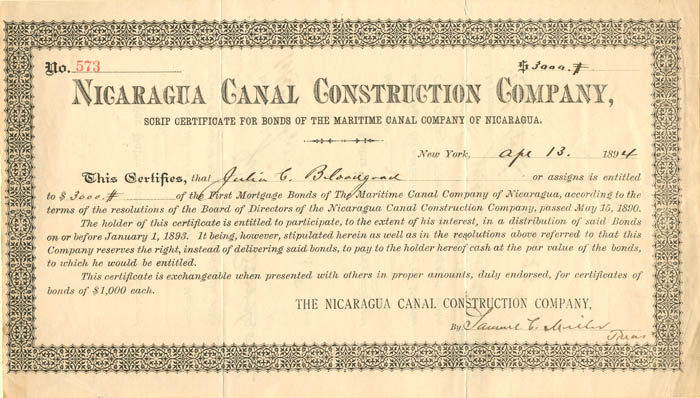 No. 573 $ 3000.#
NICARAGUA CANAL CONSTRUCTION COMPANY,
SCRIP CERTIFICATE FOR BONDS OF THE MARITIME CANAL COMPANY OF NICARAGUA.
NEW YORK, Apl 13. 1894
This Certifies, that Julia C. Bloodgood or assigns is entitled
to $ 3000.# of the First Mortgage Bonds of The Maritime Canal Company of Nicaragua, according to the
terms of the resolutions of the Board of Directors of the Nicaragua Canal Construction Company, passed May 15, 1890.
The holder of this certificate is entitled to participate, to the extent of his interest, in a distribution of said Bonds
on or before January 1, 1893. It being, however, stipulated herein as well as in the resolutions above referred to that this
Company reserves the right, instead of delivering said bonds, to pay to the holder hereof cash at the par value of the bonds,
to which he would be entitled.
This certificate is exchangeable when presented with others in proper amounts, duly endorsed, for certificates of
bonds of $1,000 each.
THE NICARAGUA CANAL CONSTRUCTION COMPANY,
By Samuel C. Miller
Treas